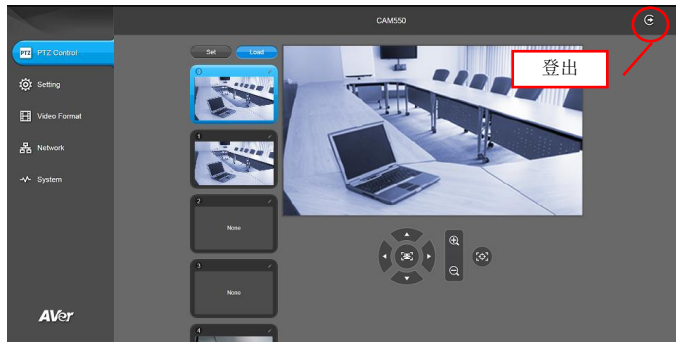 CAM550
登出
PTZ PTZ Control
Setting
Video Format
Network
System
AVer
Set Load
0
1
2
None
3
None
4